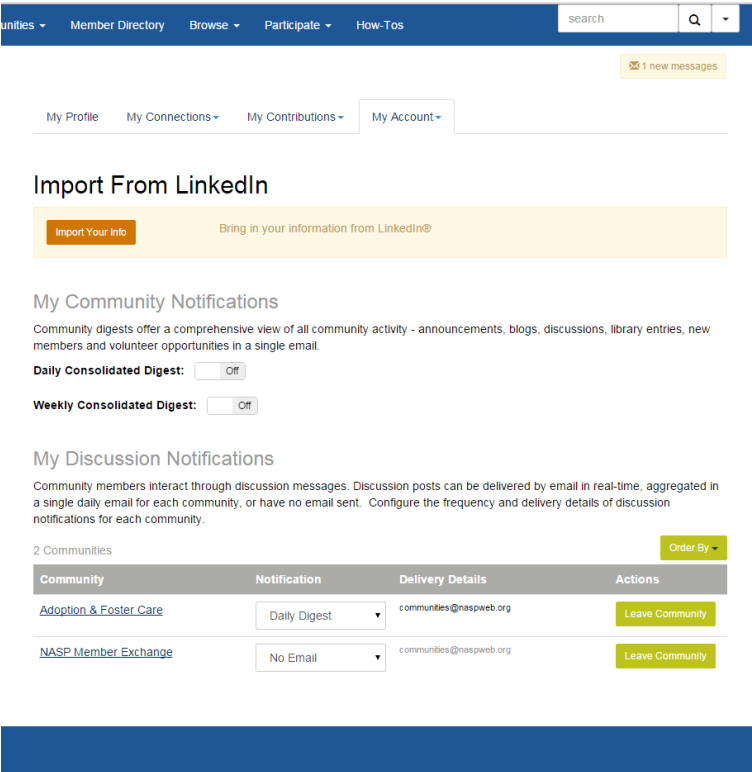 Member Directory Browse Participate How-Tos search
1 new messages
My Profile My Connections My Contributions My Account
Import From LinkedIn
Import Your Info Bring in your information from LinkedIn®
My Community Notifications
Community digests offer a comprehensive view of all community activity - announcements, blogs, discussions, library entries, new
members and volunteer opportunities in a single email.
Daily Consolidated Digest: Off
Weekly Consolidated Digest: Off
My Discussion Notifications
Community members interact through discussion messages. Discussion posts can be delivered by email in real-time, aggregated in
a single daily email for each community, or have no email sent. Configure the frequency and delivery details of discussion
notifications for each community.
2 Communities Order By
Community Notification Delivery Details Actions
Adoption & Foster Care Daily Digest communities@naspweb.org Leave Community
NASP Member Exchange No Email communities@naspweb.org Leave Community